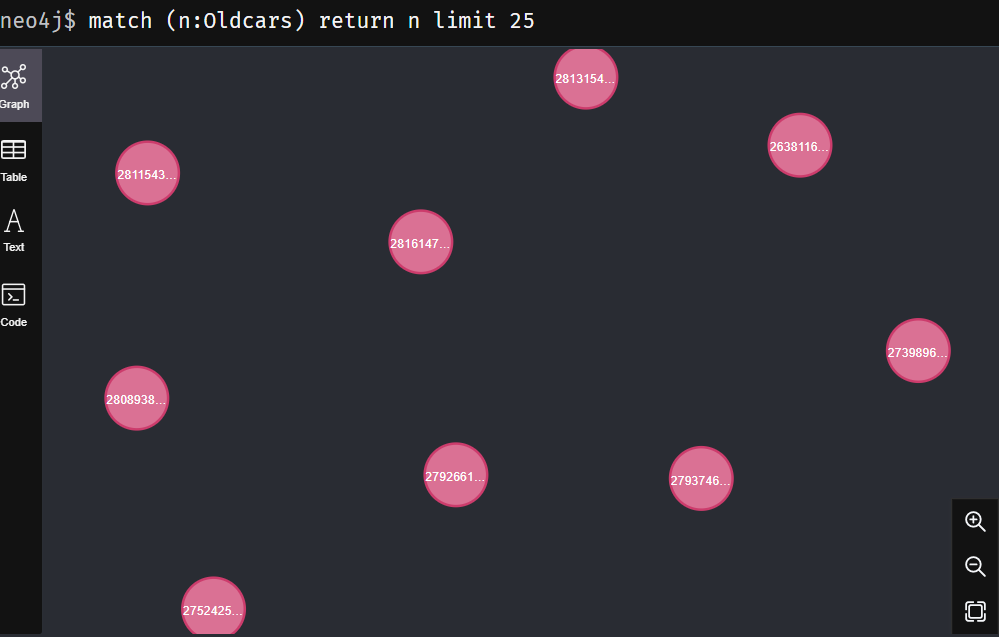 neo4j$ match (n:Oldcars) return n limit 25
Graph
Table
Text
Code
2813154...
2638116...
2811543...
2816147...
2739896...
2808938...
2792661...
2793746...
2752425...